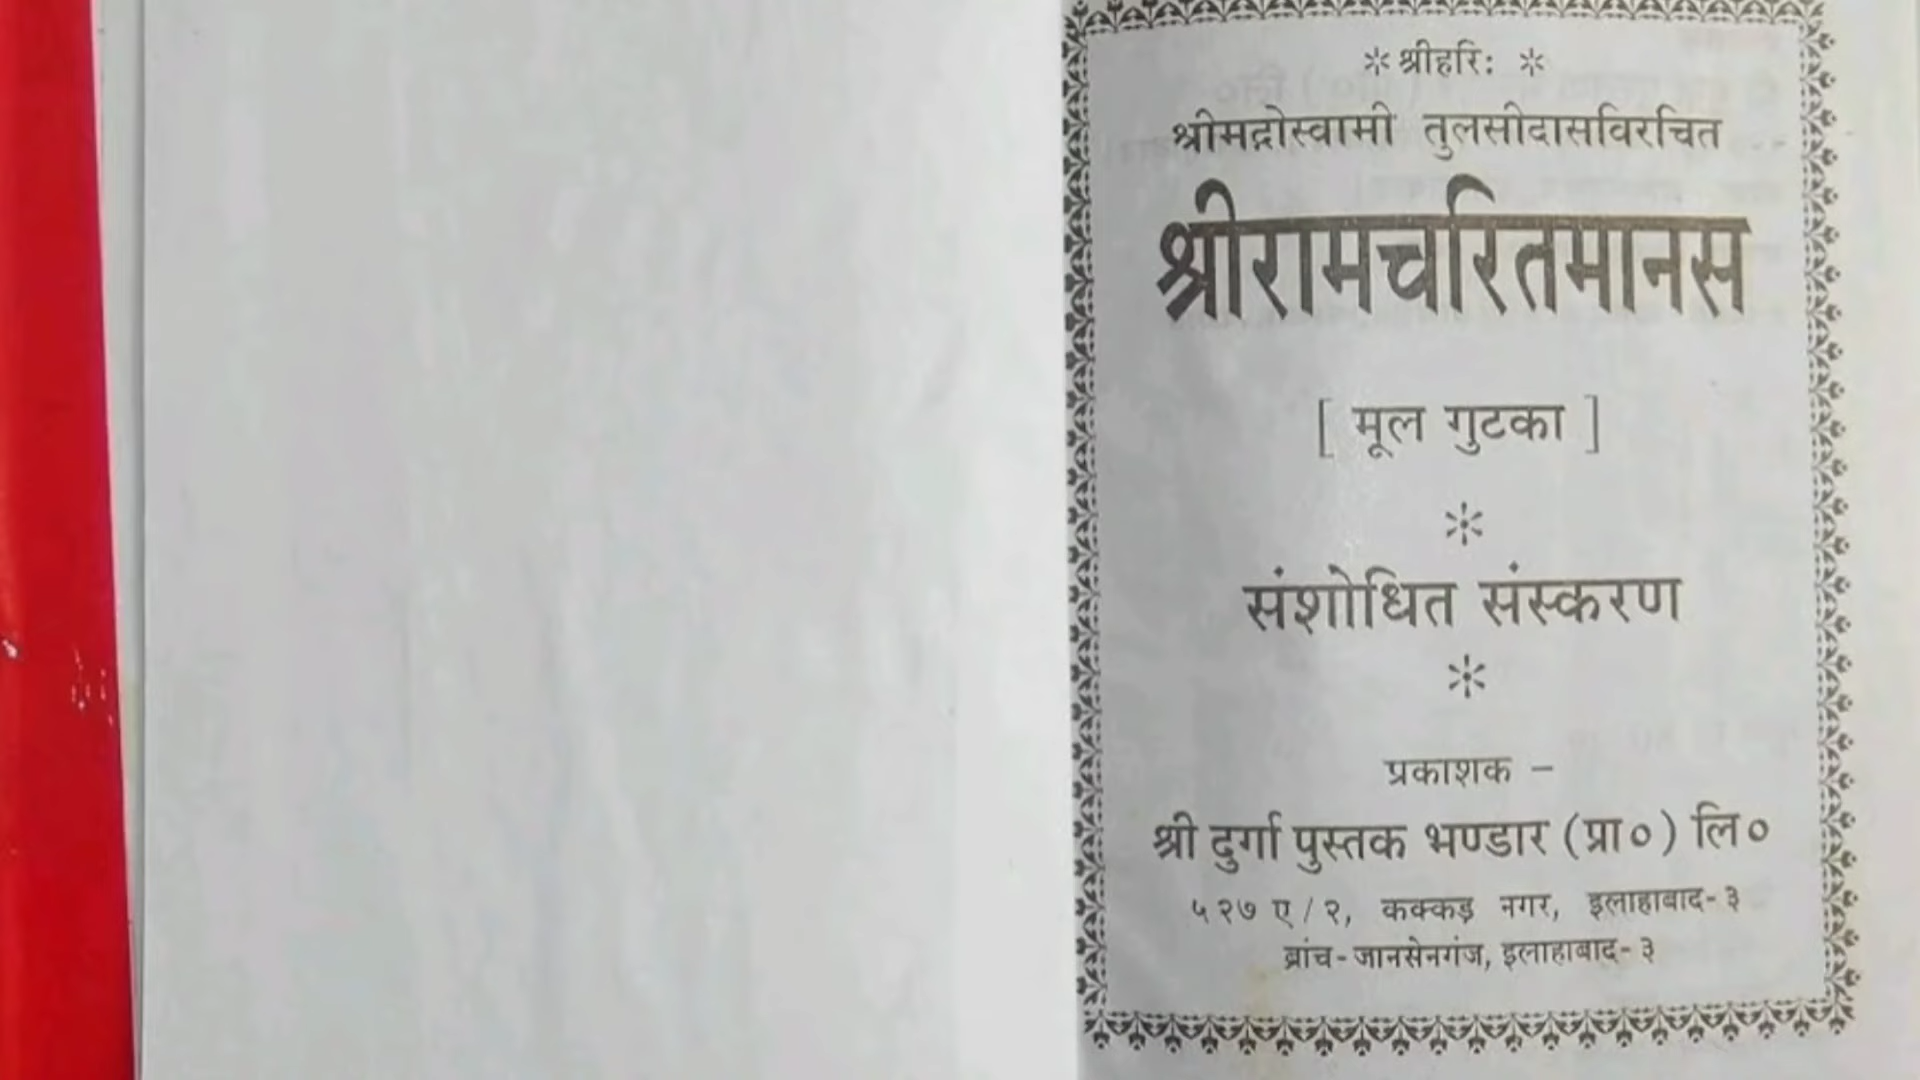 * श्रीहरिः *
श्रीमद्गोस्वामी तुलसीदासविरचित
श्रीरामचरितमानस
[ मूल गुटका ]
*
संशोधित संस्करण
*
प्रकाशक –
श्री दुर्गा पुस्तक भण्डार (प्रा०) लि०
५२७ ए / २, कक्कड़ नगर, इलाहाबाद- ३
ब्रांच - जानसेनगंज, इलाहाबाद- ३